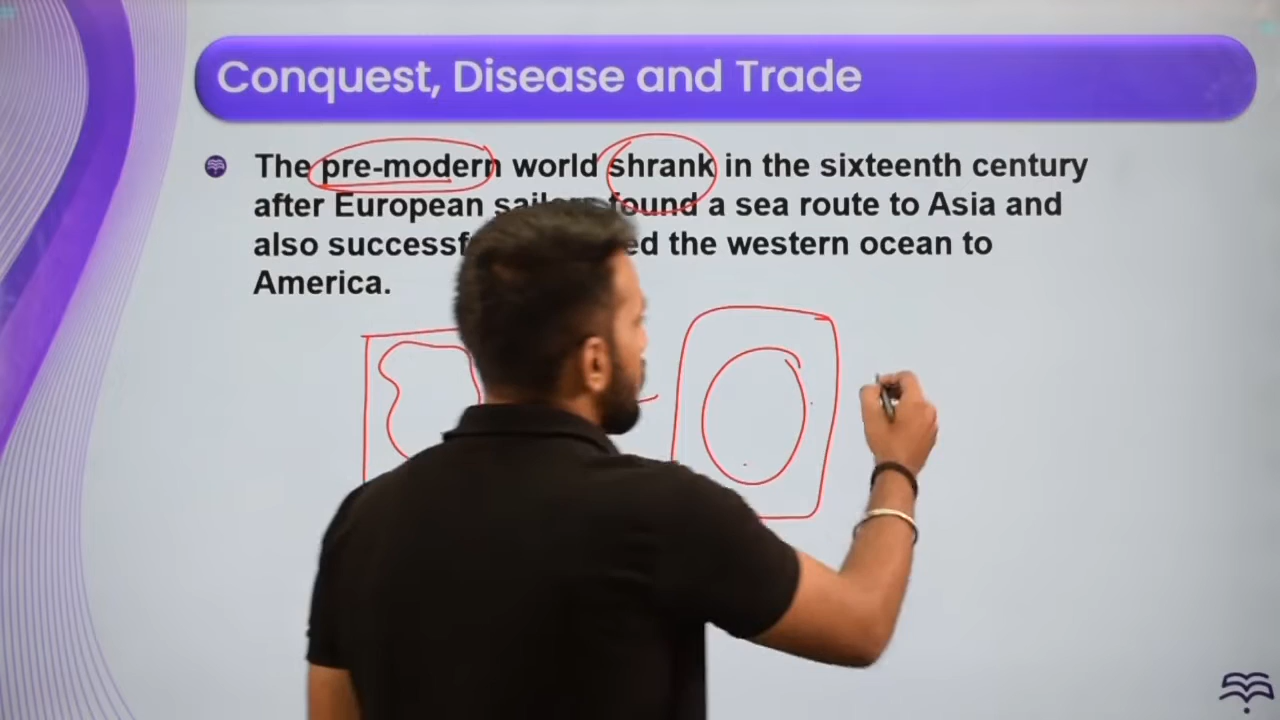 Conquest, Disease and Trade
The pre-modern world shrank in the sixteenth century
after European found a sea route to Asia and
also the western ocean to
America.